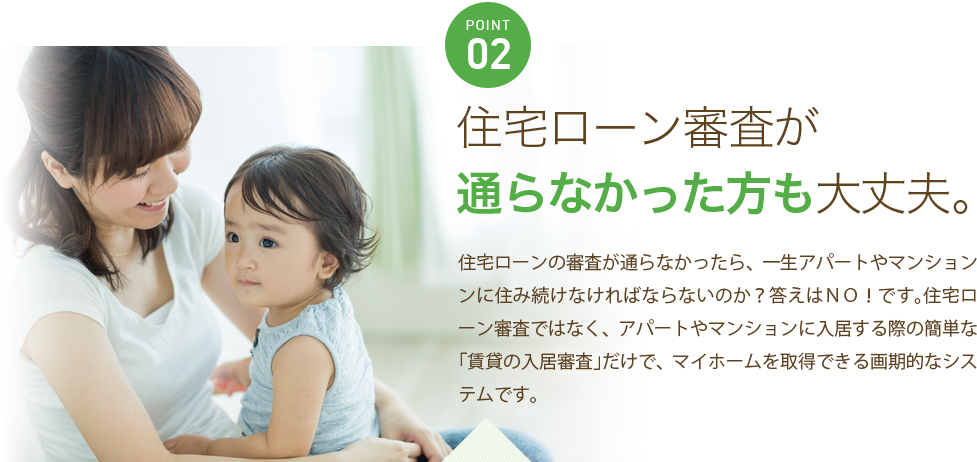 POINT
02
住宅ローン審査が
通らなかった方も大丈夫。
住宅ローンの審査が通らなかったら、一生アパートやマンション
ンに住み続けなければならないのか？答えはＮＯ！です。住宅ロ
ーン審査ではなく、アパートやマンションに入居する際の簡単な
「賃貸の入居審査」だけで、マイホームを取得できる画期的なシス
テムです。